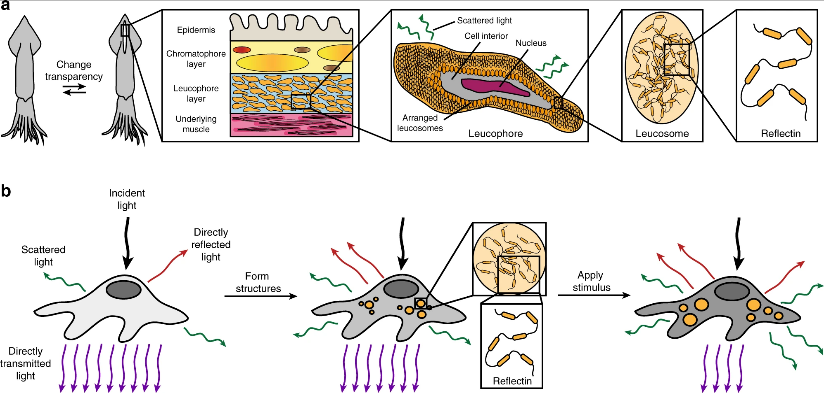 a
Change
transparency
Epidermis
Chromatophore
layer
Leucophore
layer
Underlying
muscle
Scattered light
Cell interior
Nucleus
Arranged
leucosomes
Leucophore
Leucosome
Reflectin
b
Incident
light
Directly
reflected
light
Scattered
light
Directly
transmitted
light
Form
structures
Reflectin
Apply
stimulus